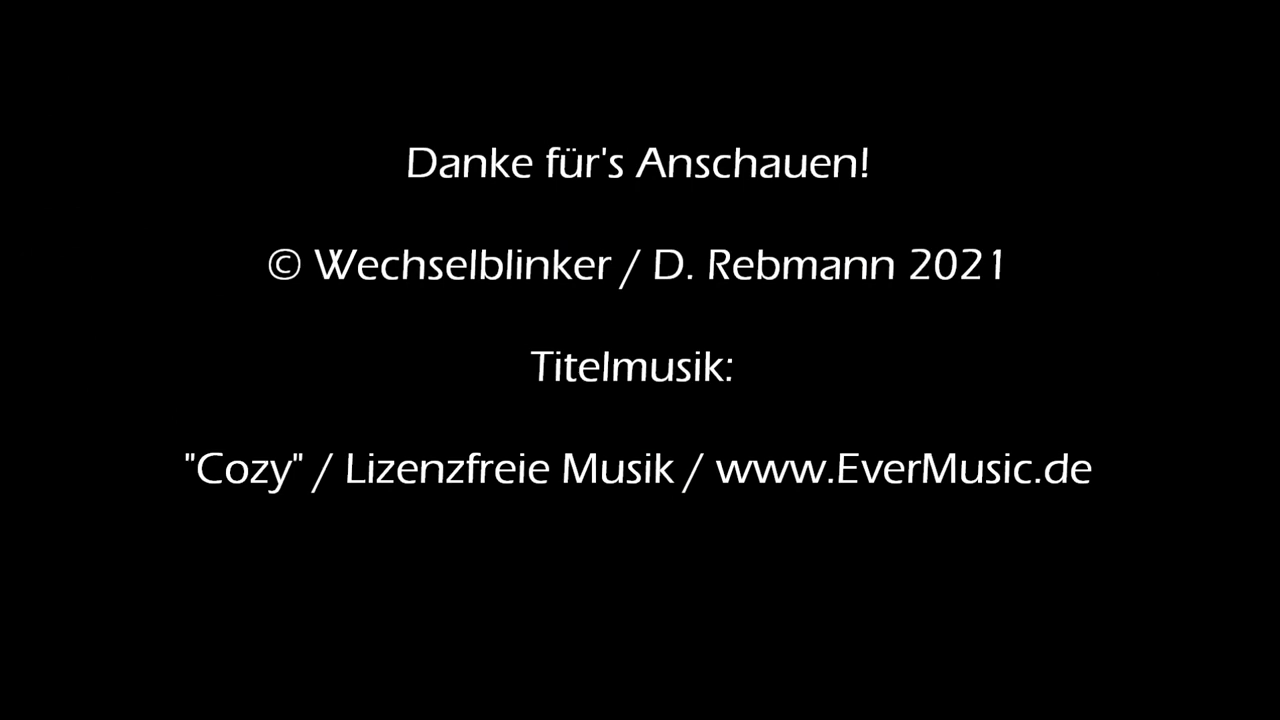 Danke für's Anschauen!
© Wechselblinker / D. Rebmann 2021
Titelmusik:
"Cozy" / Lizenzfreie Musik / www.EverMusic.de